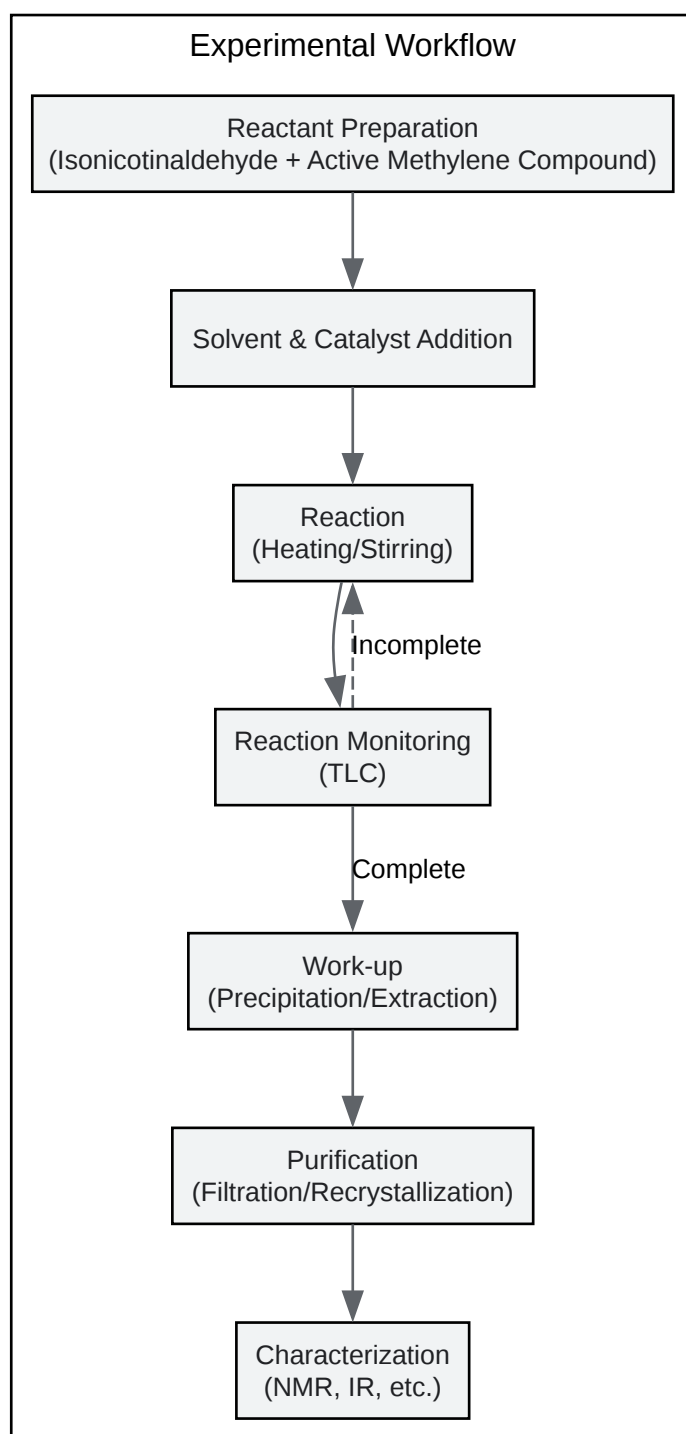 Experimental Workflow
Reactant Preparation
(Isonicotinaldehyde + Active Methylene Compound)
Solvent & Catalyst Addition
Reaction
(Heating/Stirring)
Incomplete
Reaction Monitoring
(TLC)
Complete
Work-up
(Precipitation/Extraction)
Purification
(Filtration/Recrystallization)
Characterization
(NMR, IR, etc.)